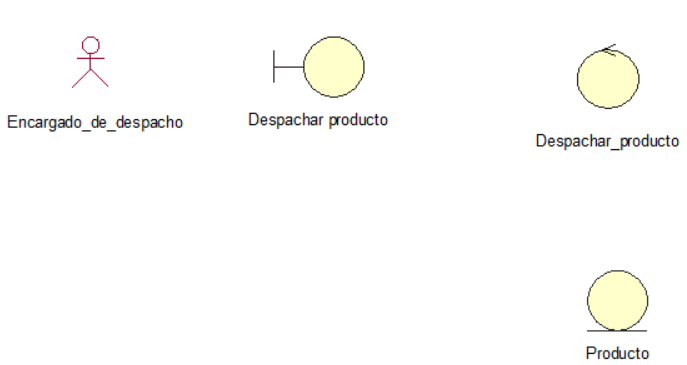 Encargado_de_despacho
Despachar producto
Despachar_producto
Producto